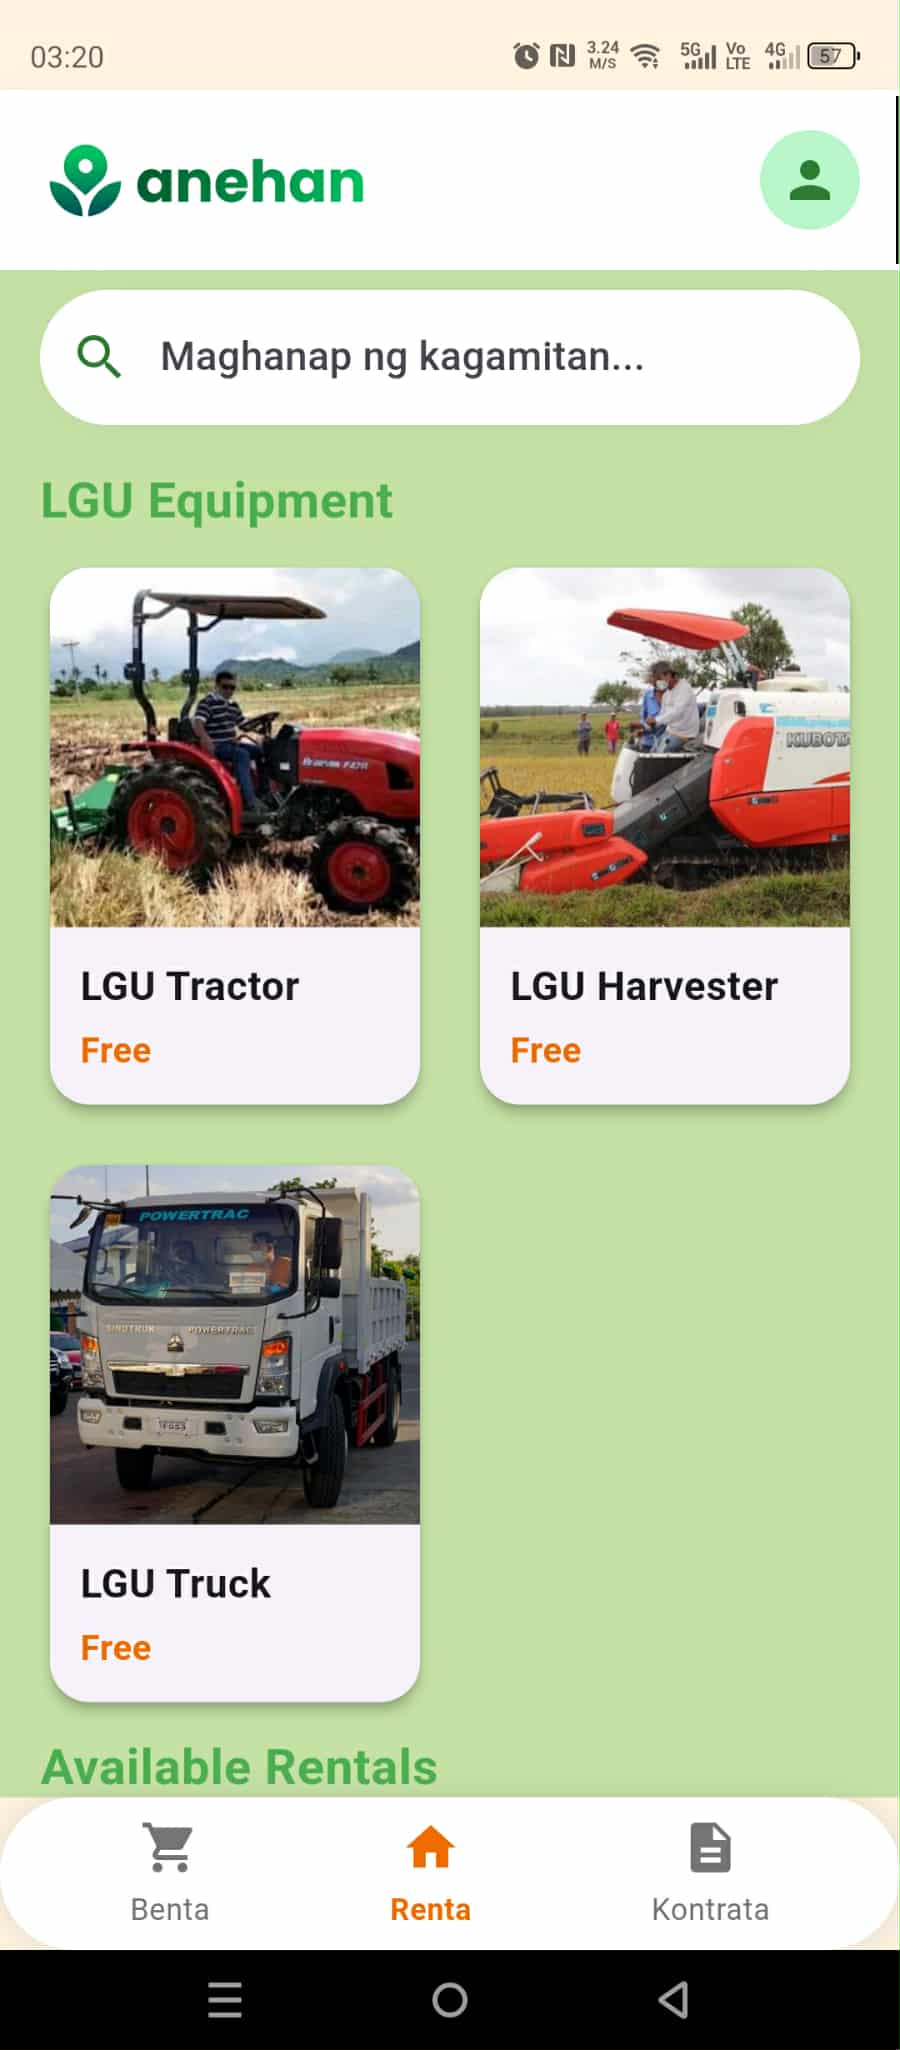 03:20
3.24
M/S
5G
Vo
LTE
4G
57
anehan
Maghanap ng kagamitan...
LGU Equipment
KUBOTA
LGU Tractor
LGU Harvester
Free
Free
POWERTRAC
SINOTRUK POWERTRAC
LGU Truck
Free
Available Rentals
Benta
Renta
Kontrata